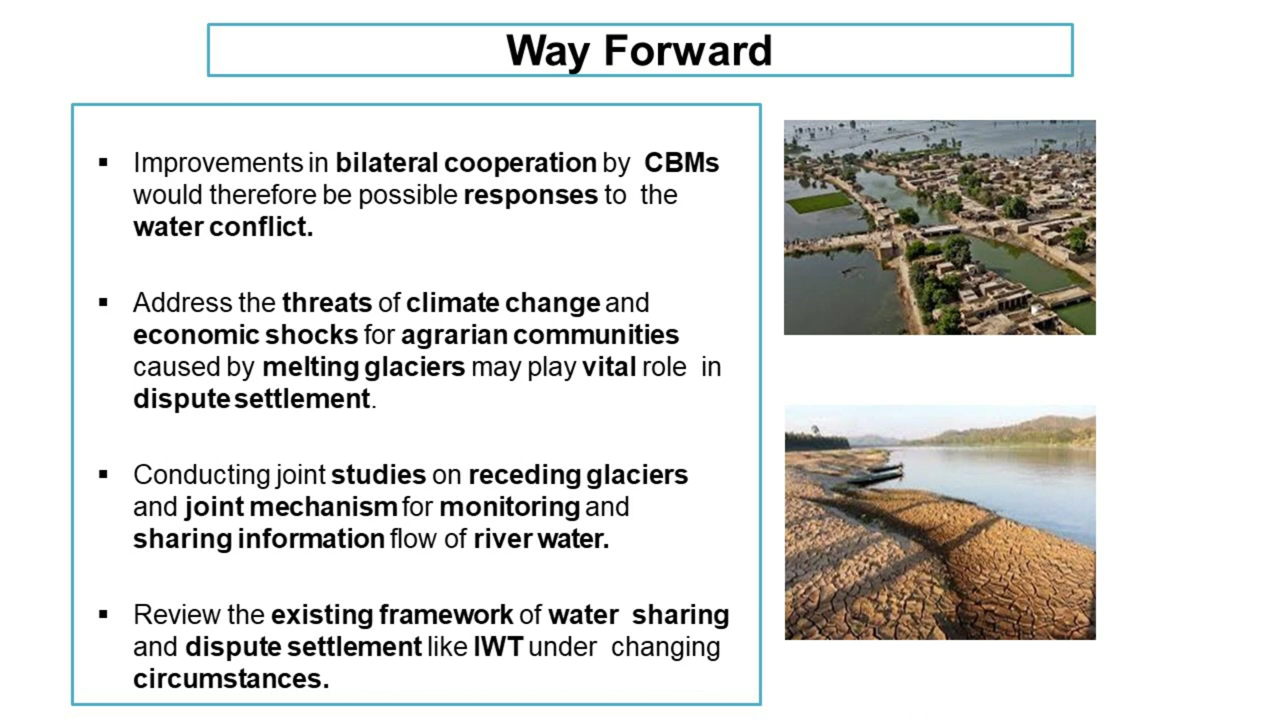 Way Forward
▪ Improvements in bilateral cooperation by CBMs
would therefore be possible responses to the
water conflict.
▪ Address the threats of climate change and
economic shocks for agrarian communities
caused by melting glaciers may play vital role in
dispute settlement.
▪ Conducting joint studies on receding glaciers
and joint mechanism for monitoring and
sharing information flow of river water.
▪ Review the existing framework of water sharing
and dispute settlement like IWT under changing
circumstances.